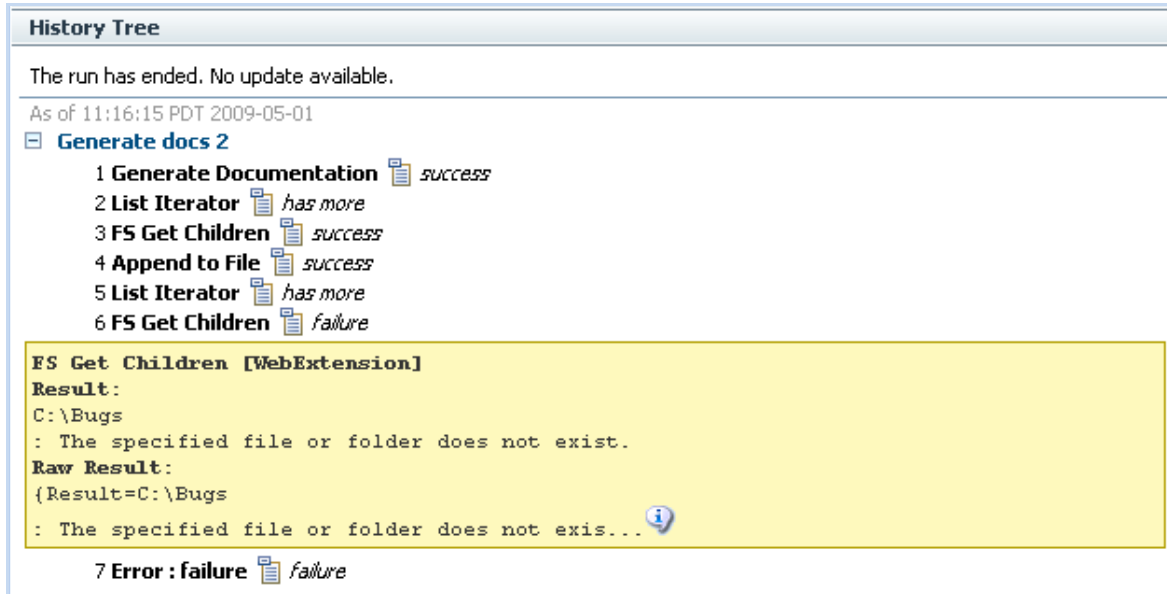 History Tree
The run has ended. No update available.
As of 11:16:15 PDT 2009-05-01
Generate docs 2
1 Generate Documentation success
2 List Iterator has more
3 FS Get Children success
4 Append to File success
5 List Iterator has more
6 FS Get Children failure
FS Get Children [WebExtension]
Result:
C:\Bugs
: The specified file or folder does not exist.
Raw Result:
{Result=C:\Bugs
: The specified file or folder does not exis...
7 Error : failure failure